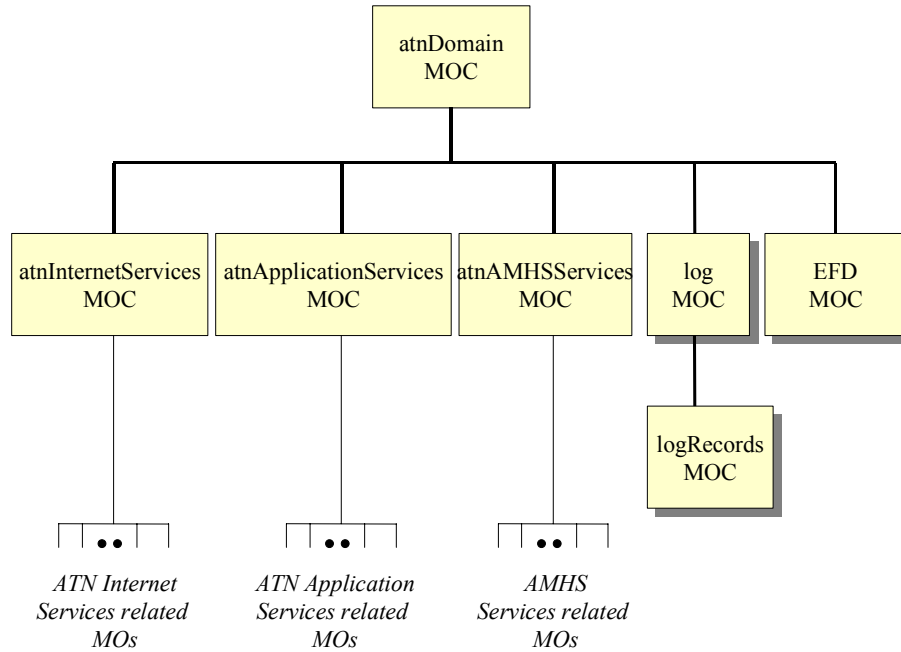 atnDomain
MOC
atnInternetServices
MOC
atnApplicationServices
MOC
atnAMHSServices
MOC
log
MOC
EFD
MOC
logRecords
MOC
ATN Internet
Services related
MOs
ATN Application
Services related
MOs
AMHS
Services related
MOs